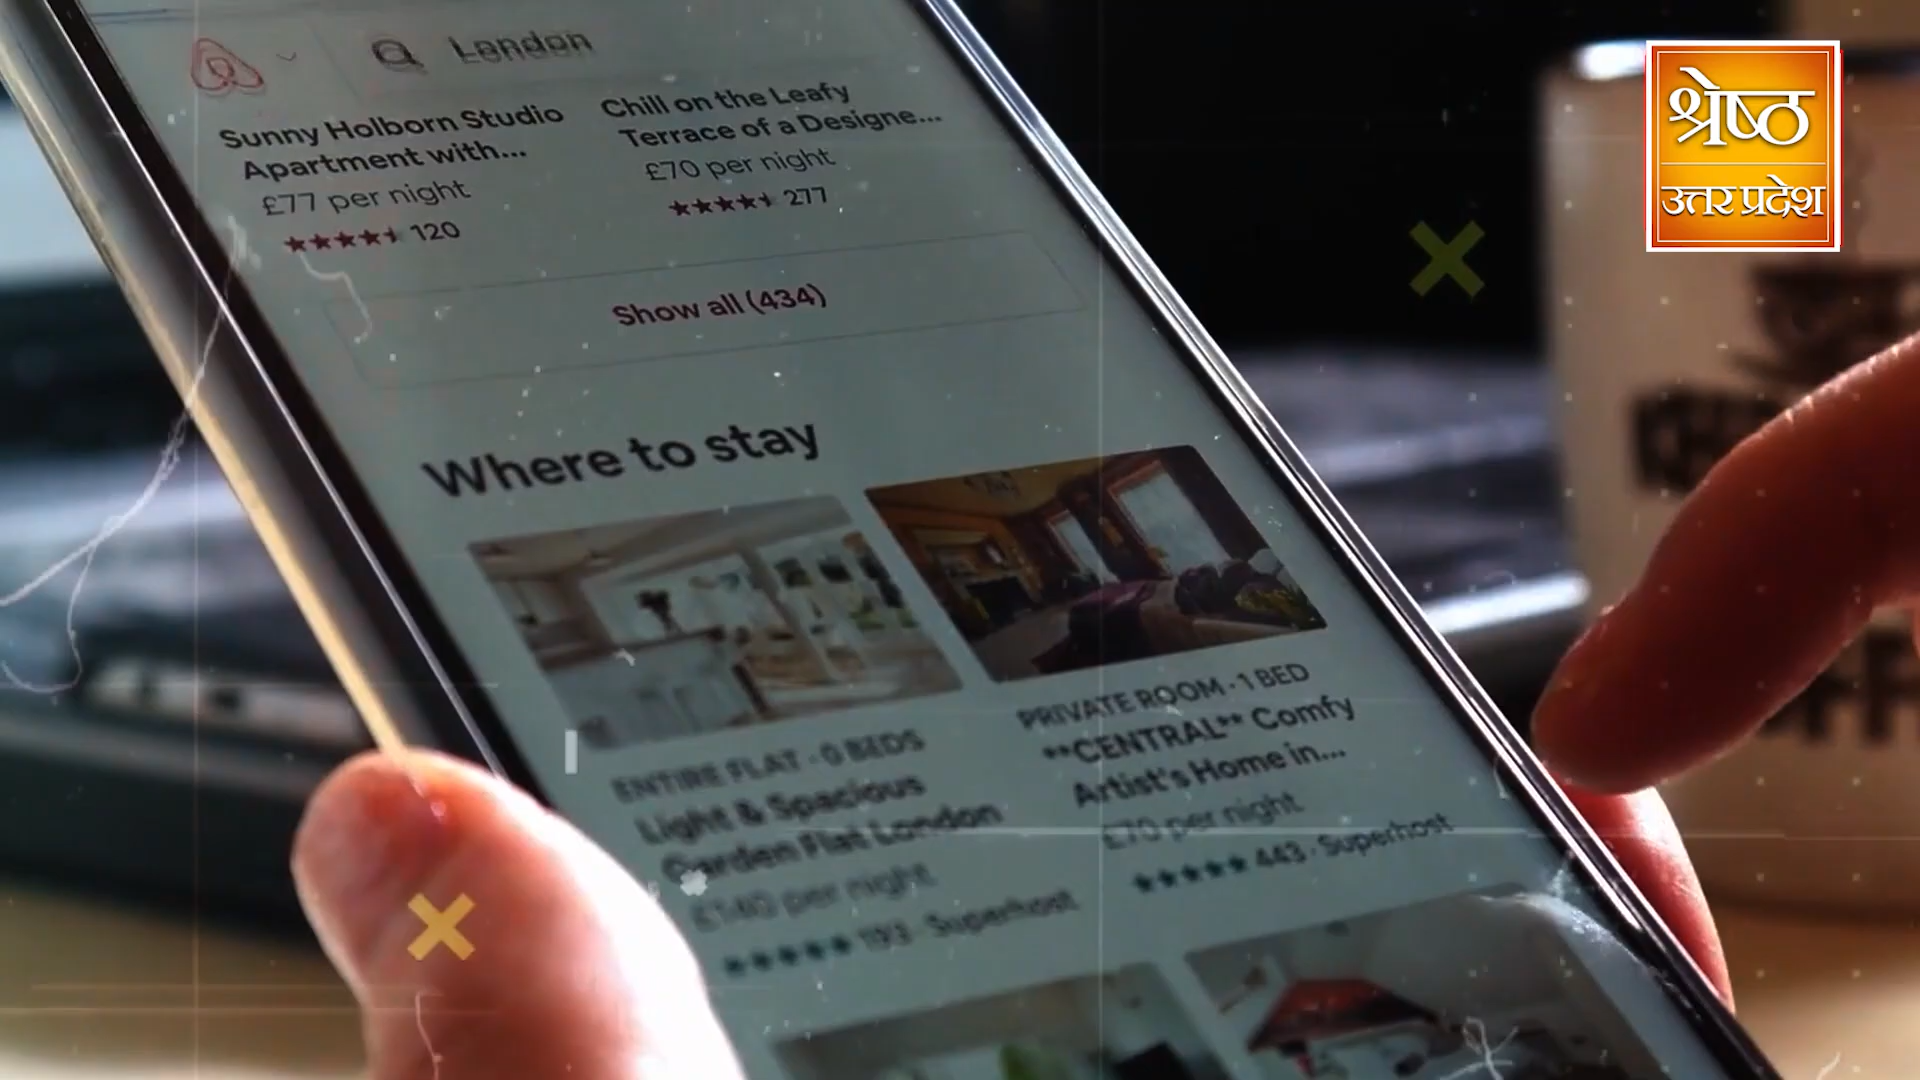 London
Sunny Holborn Studio
Apartment with...
£77 per night
120
Chill on the Leafy
Terrace of a Designe...
£70 per night
277
Show all (434)
Where to stay
ENTIRE FLAT · 0 BEDS
Light & Spacious
Garden Flat London
£140 per night
193 · Superhost
PRIVATE ROOM · 1 BED
**CENTRAL** Comfy
Artist's Home in...
£70 per night
443 · Superhost
श्रेष्ठ
उत्तर प्रदेश